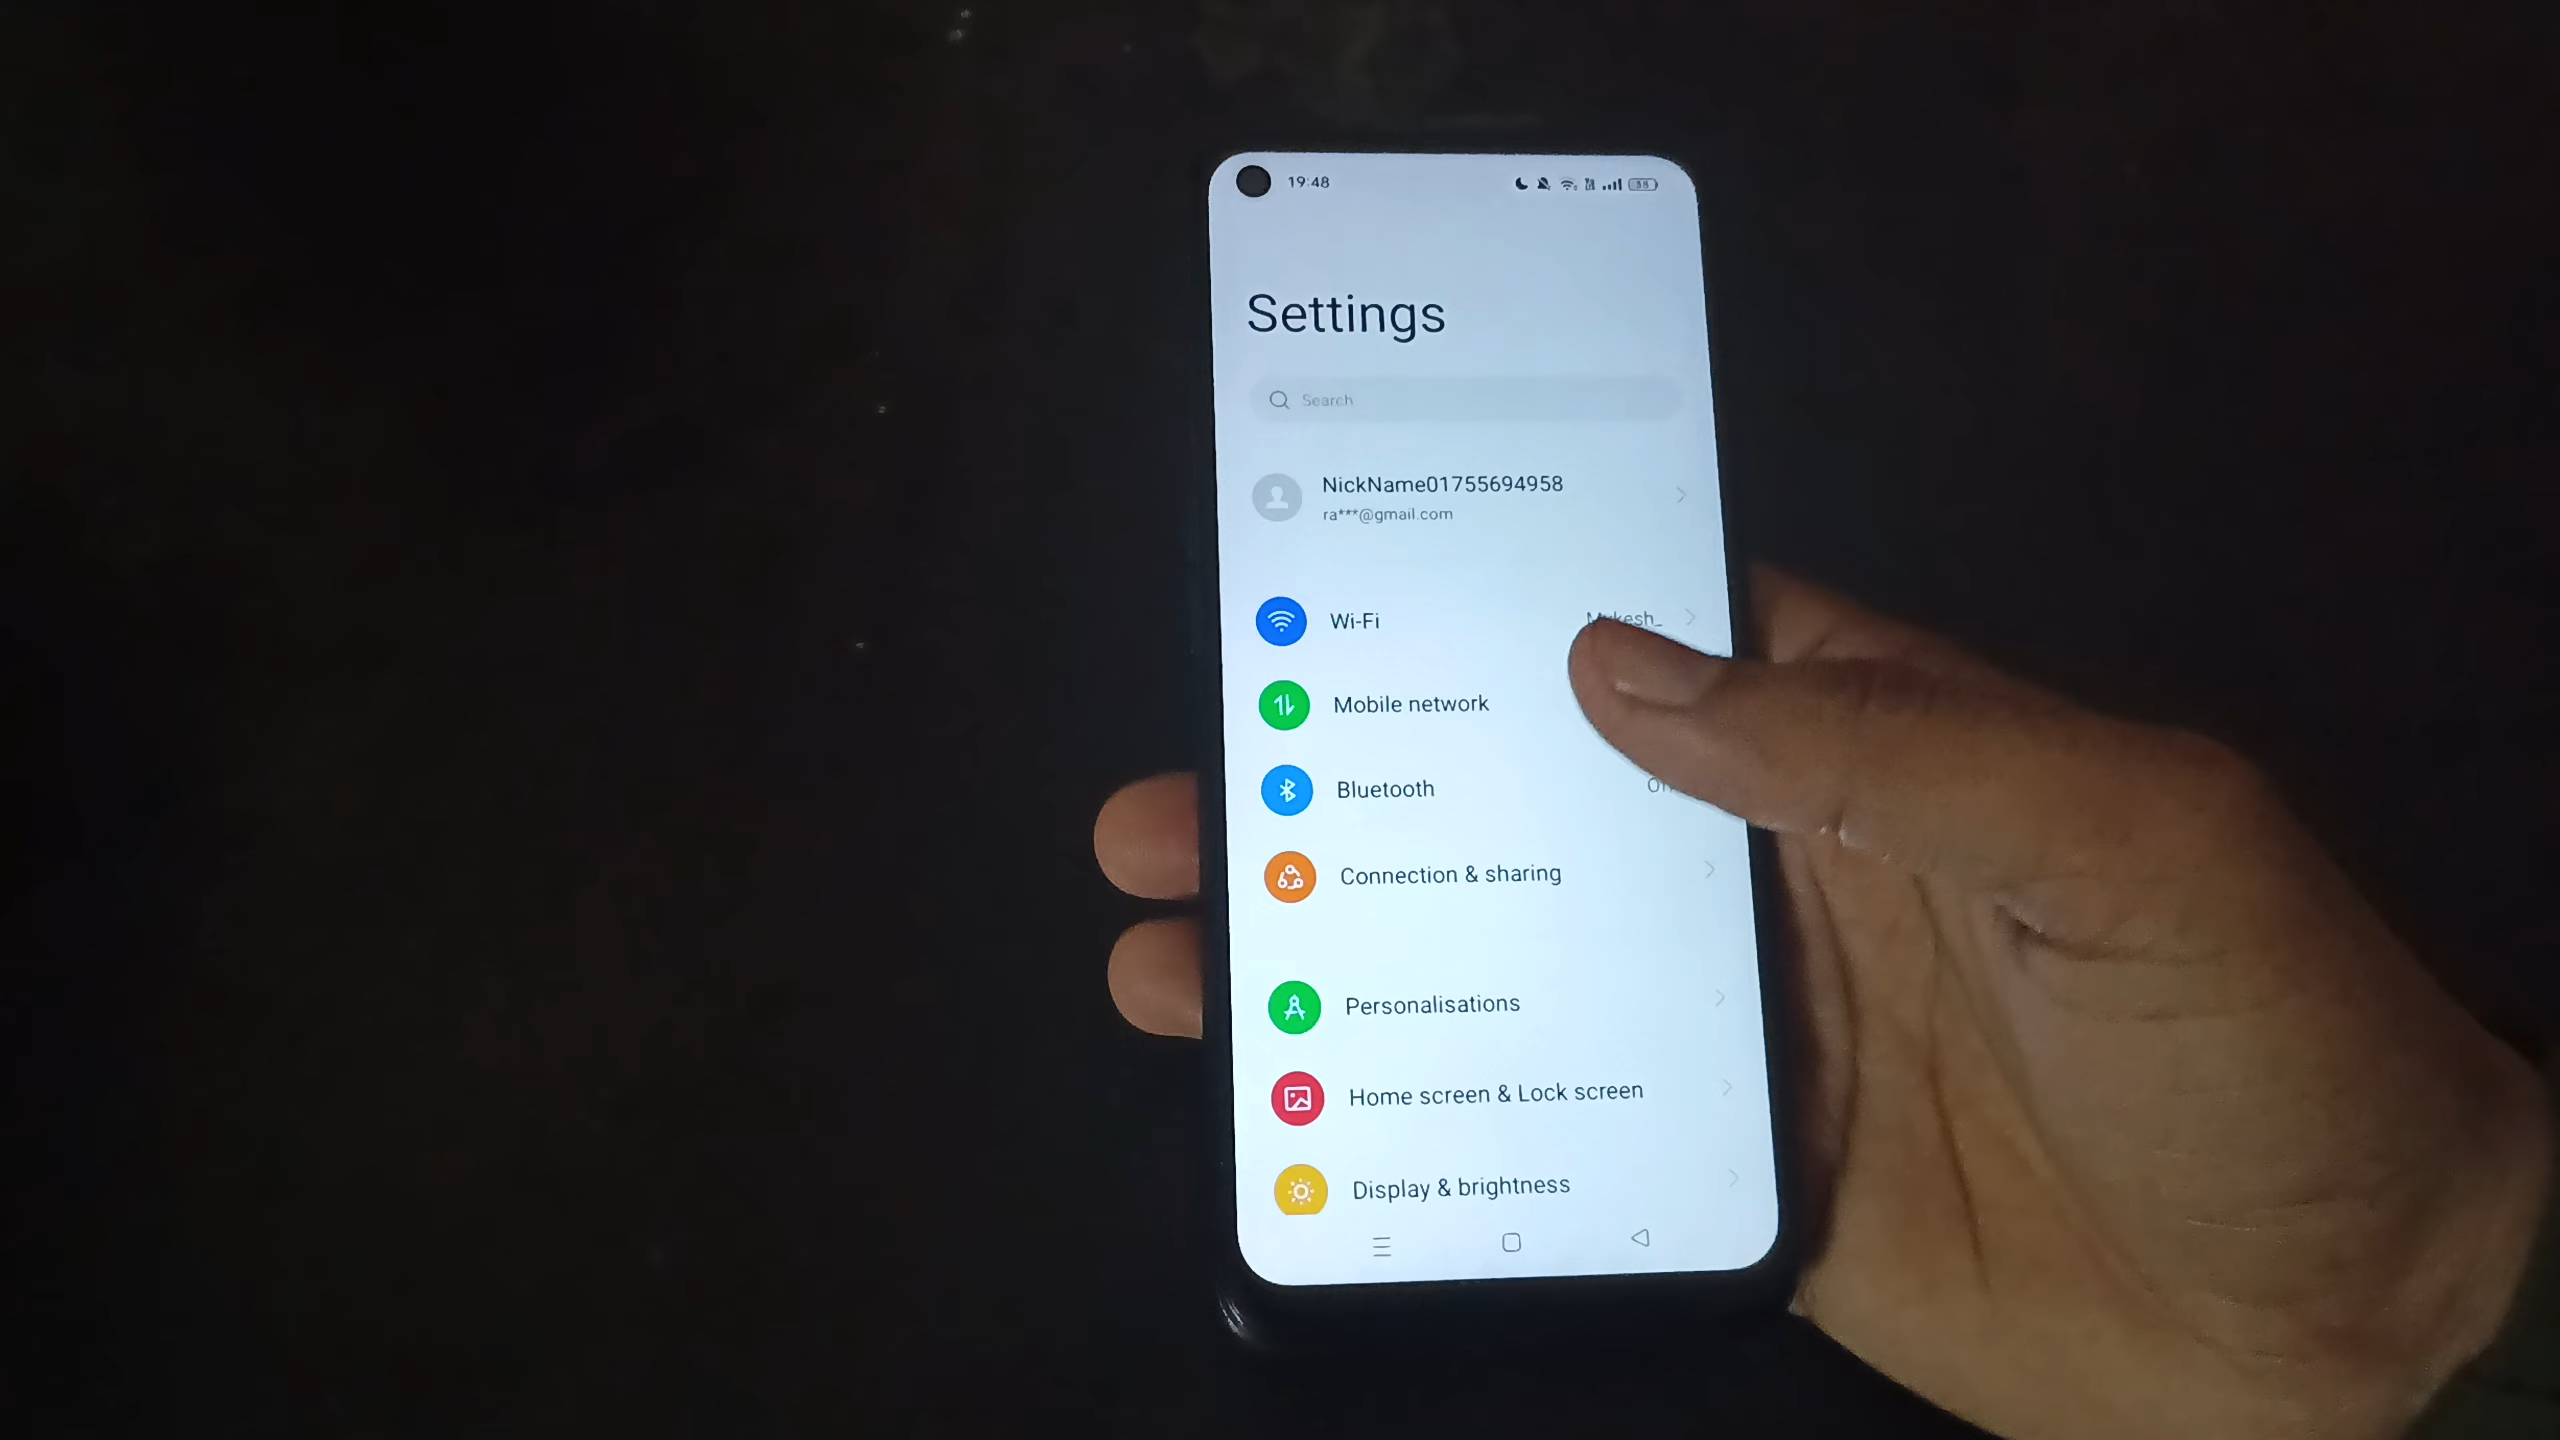 19:48
Settings
Search
NickName01755694958
ra***@gmail.com
Wi-Fi
Mobile network
Bluetooth
Connection & sharing
Personalisations
Home screen & Lock screen
Display & brightness